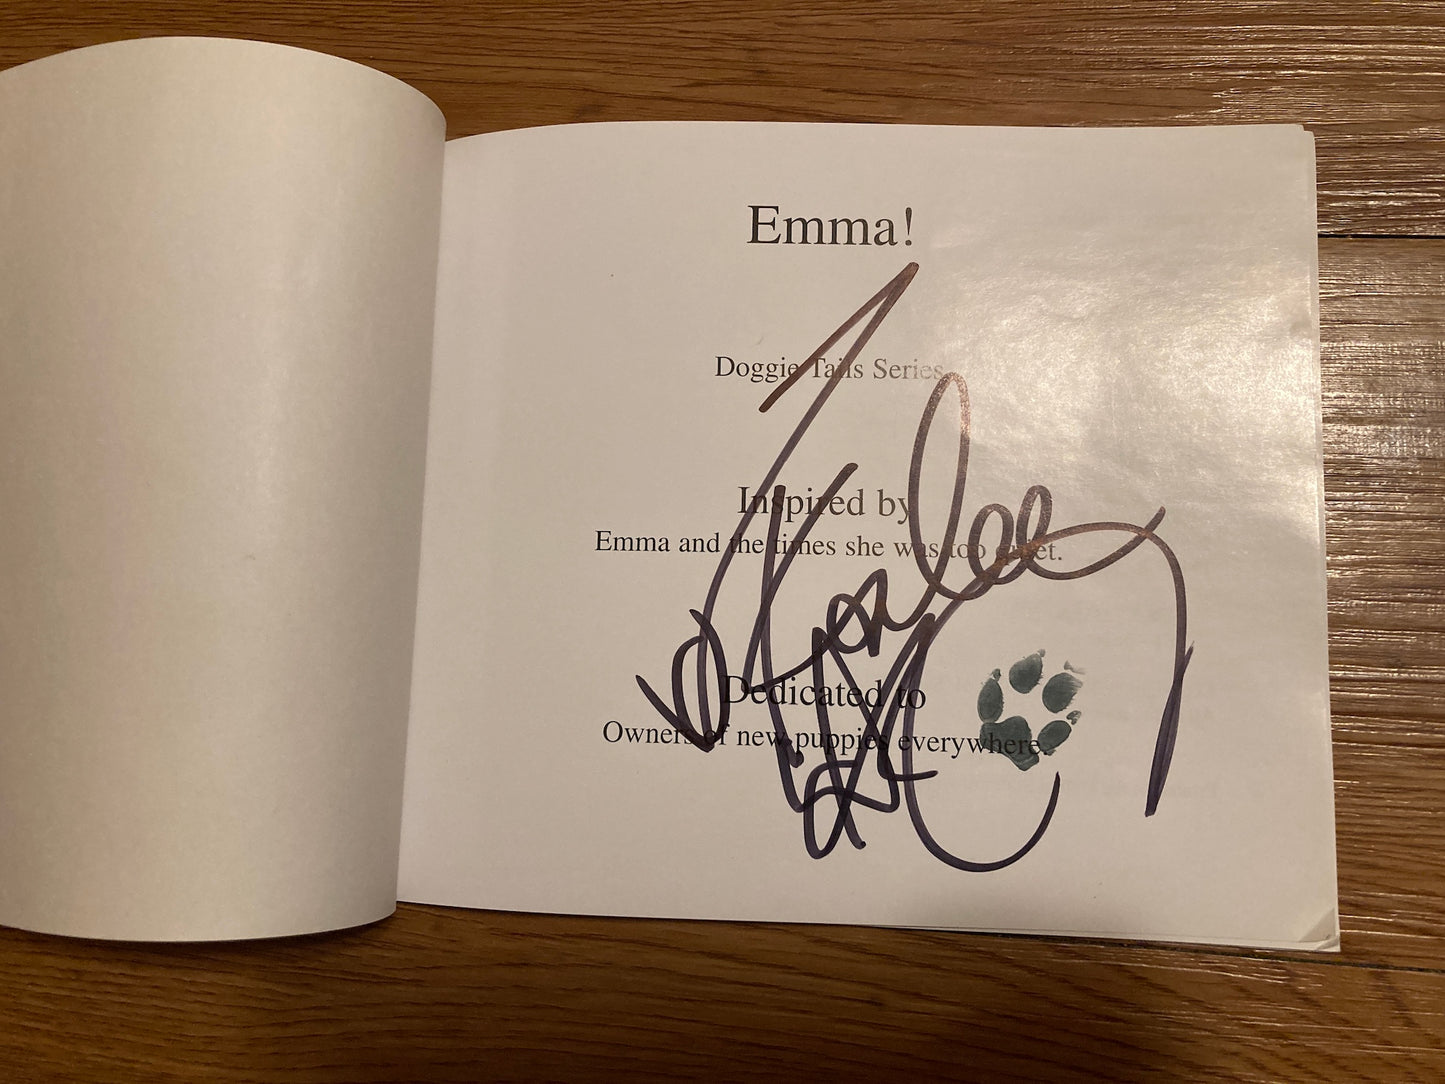 Emma!
Doggie Tails Series
Inspired by
Emma and the times she was too quiet.
Dedicated to
Owners of new puppies everywhere.